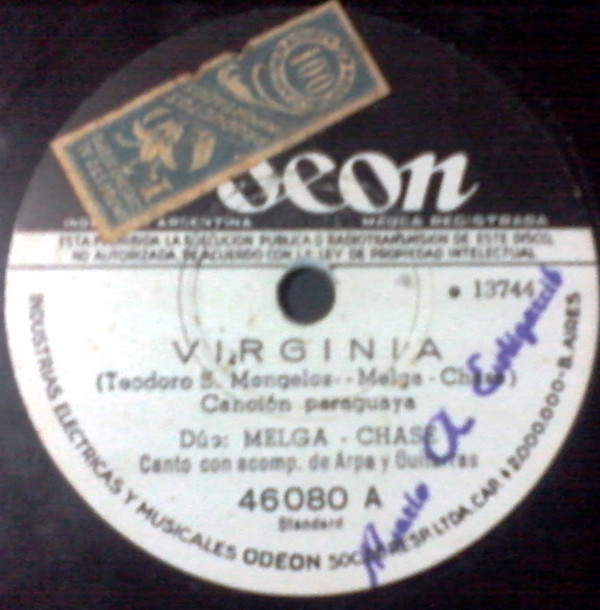 100
Odeon
INDUSTRIA ARGENTINA MARCA REGISTRADA
ESTA PROHIBIDA LA EJECUCION PUBLICA O RADIOTRANSMISION DE ESTE DISCO,
NO AUTORIZADA DE ACUERDO CON LA LEY DE PROPIEDAD INTELECTUAL
• 13744
VIRGINIA
(Teodoro S. Mongelos - - Melga - Chase)
Canción paraguaya
Dúo: MELGA - CHASE
Canto con acomp. de Arpa y Guitarras
46080 A
Standard
INDUSTRIAS ELECTRICAS Y MUSICALES ODEON SOC. RESP. LTDA. CAP. $ 2.000.000 - B. AIRES